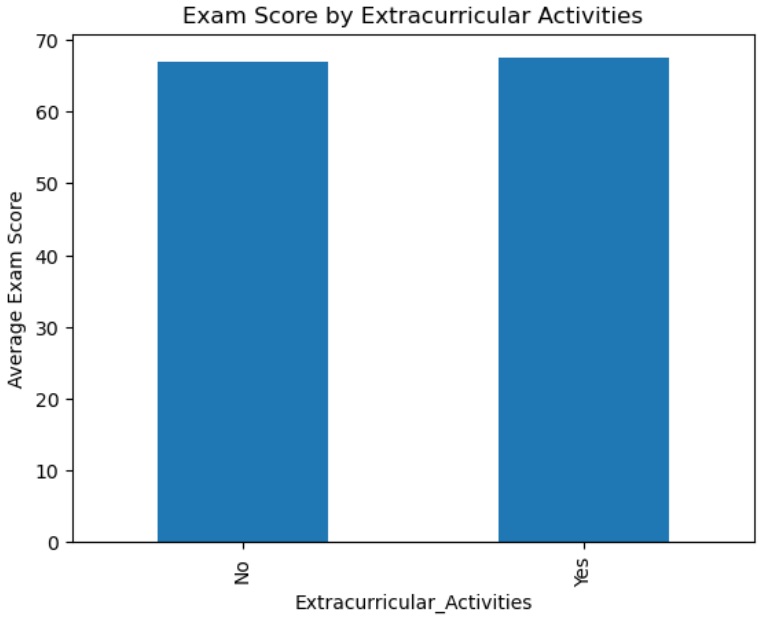 Exam Score by Extracurricular Activities
Average Exam Score
70
60
50
40
30
20
10
0
No
Yes
Extracurricular_Activities